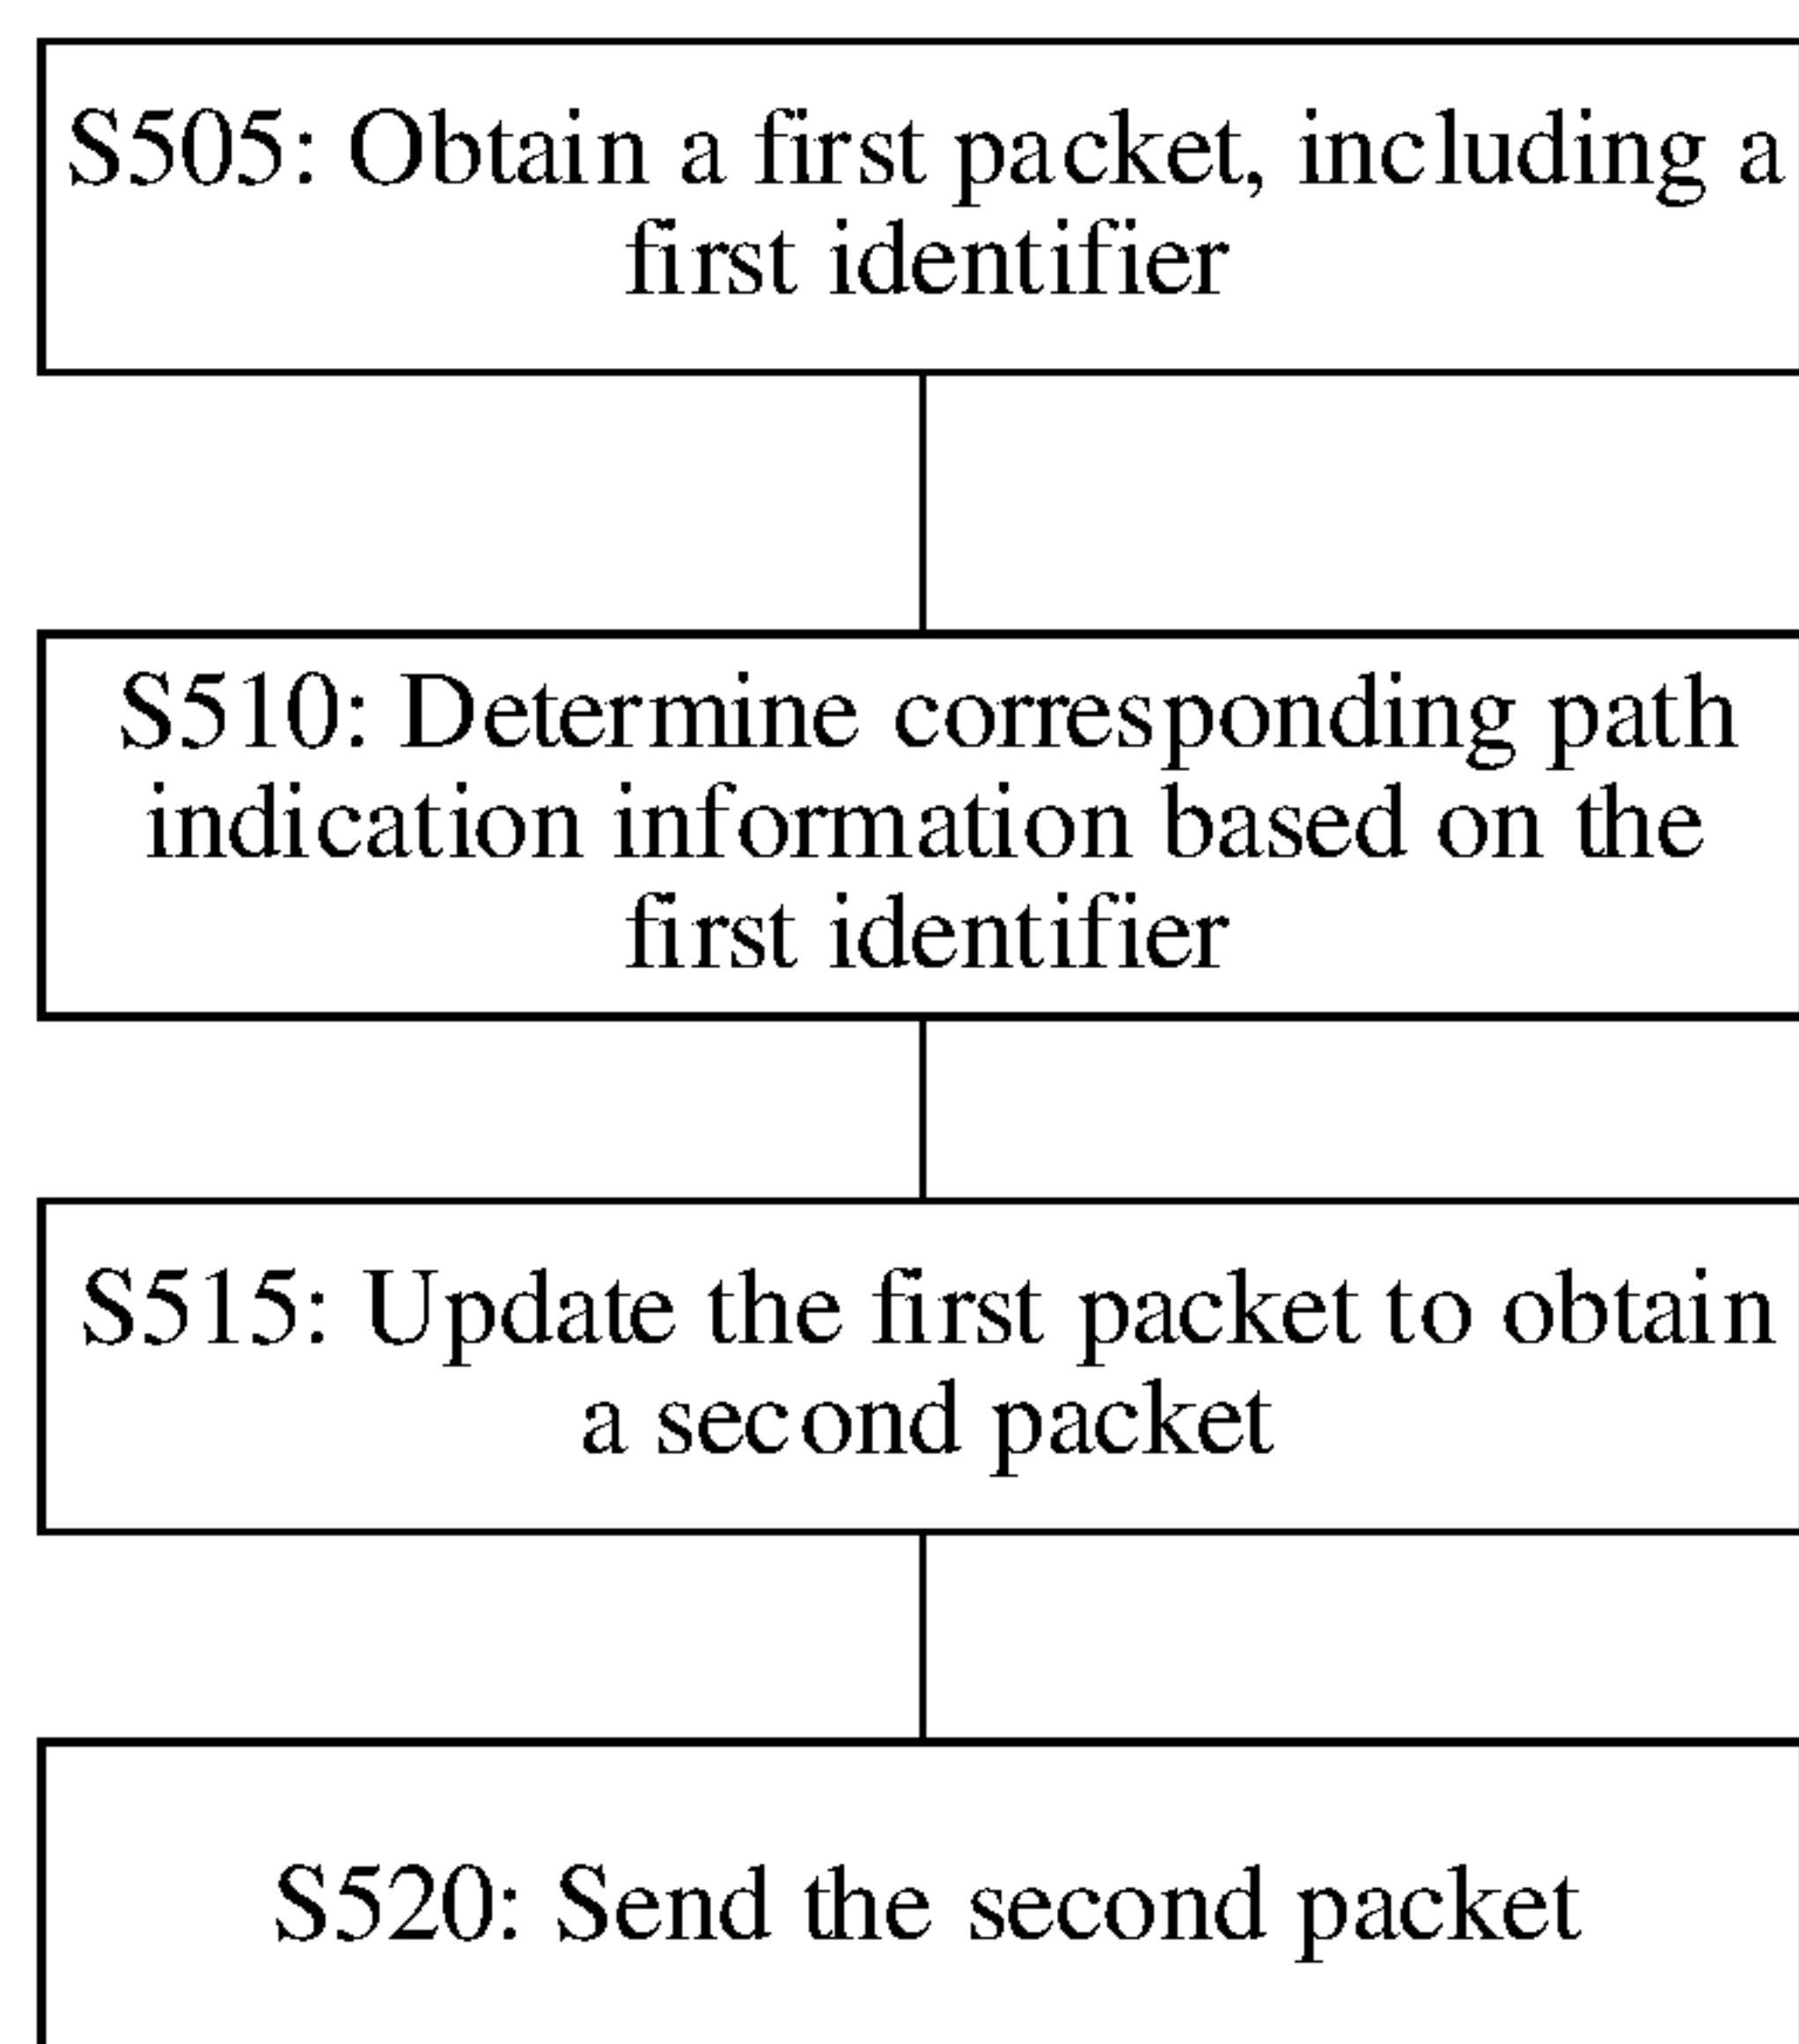 S505: Obtain a first packet, including a
first identifier
S510: Determine corresponding path
indication information based on the
first identifier
S515: Update the first packet to obtain
a second packet
S520: Send the second packet